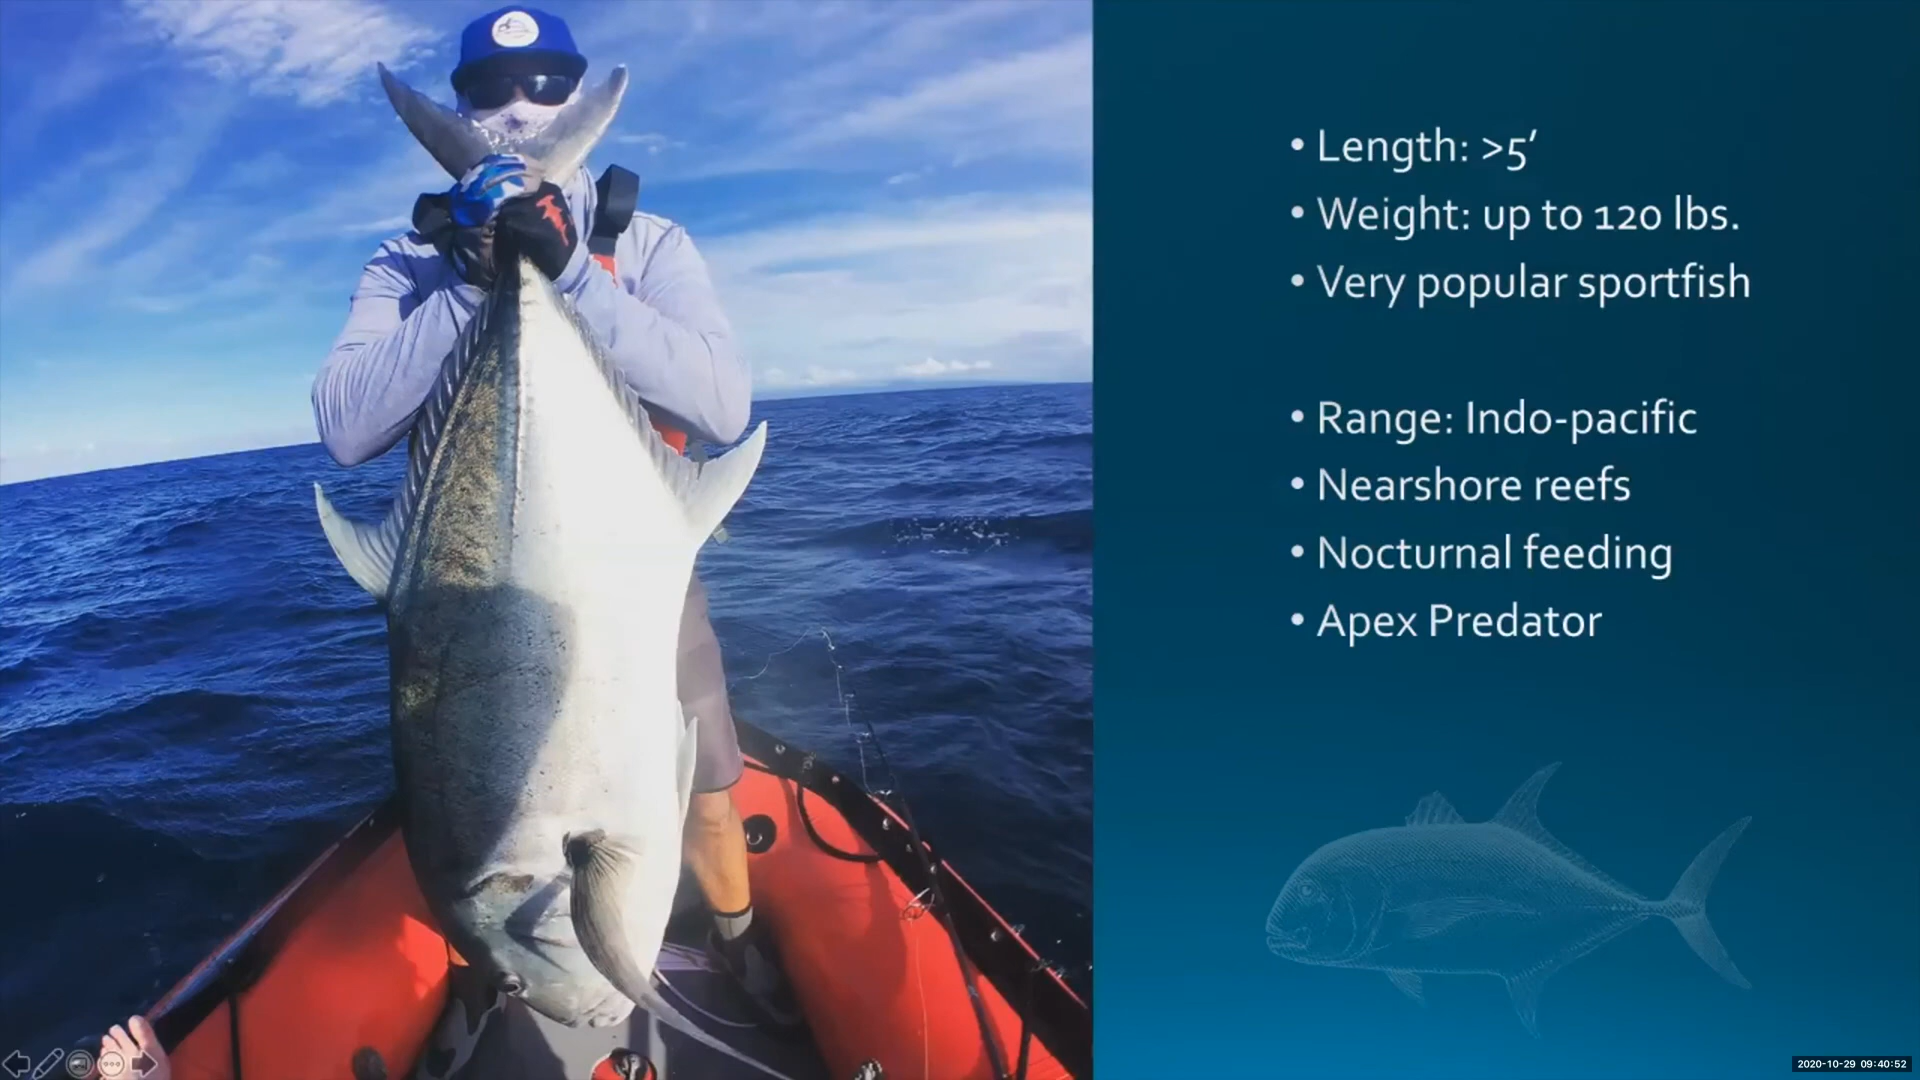 • Length: >5’
• Weight: up to 120 lbs.
• Very popular sportfish
• Range: Indo-pacific
• Nearshore reefs
• Nocturnal feeding
• Apex Predator
2020-10-29 09:40:52